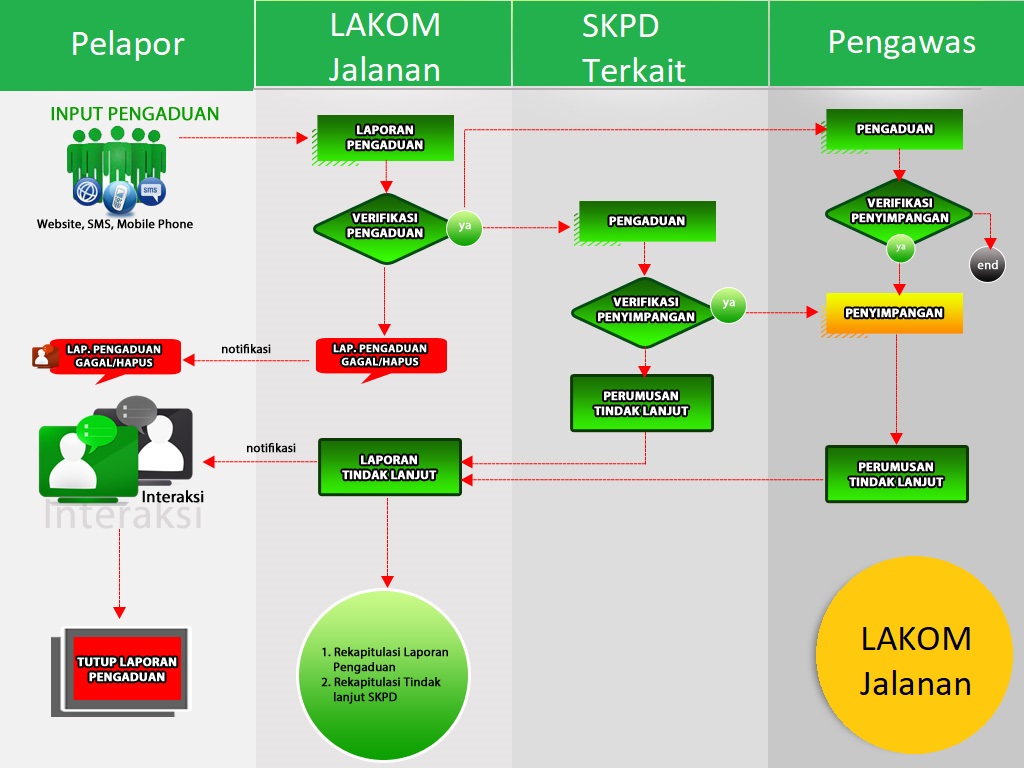 Pelapor
LAKOM
Jalanan
SKPD
Terkait
Pengawas
INPUT PENGADUAN
sms
Website, SMS, Mobile Phone
LAPORAN
PENGADUAN
VERIFIKASI
PENGADUAN
ya
PENGADUAN
VERIFIKASI
PENYIMPANGAN
ya
PENGADUAN
VERIFIKASI
PENYIMPANGAN
ya
end
PENYIMPANGAN
LAP. PENGADUAN
GAGAL/HAPUS
notifikasi
LAP. PENGADUAN
GAGAL/HAPUS
PERUMUSAN
TINDAK LANJUT
Interaksi
Interaksi
notifikasi
LAPORAN
TINDAK LANJUT
PERUMUSAN
TINDAK LANJUT
TUTUP LAPORAN
PENGADUAN
1. Rekapitulasi Laporan
Pengaduan
2. Rekapitulasi Tindak
lanjut SKPD
LAKOM
Jalanan